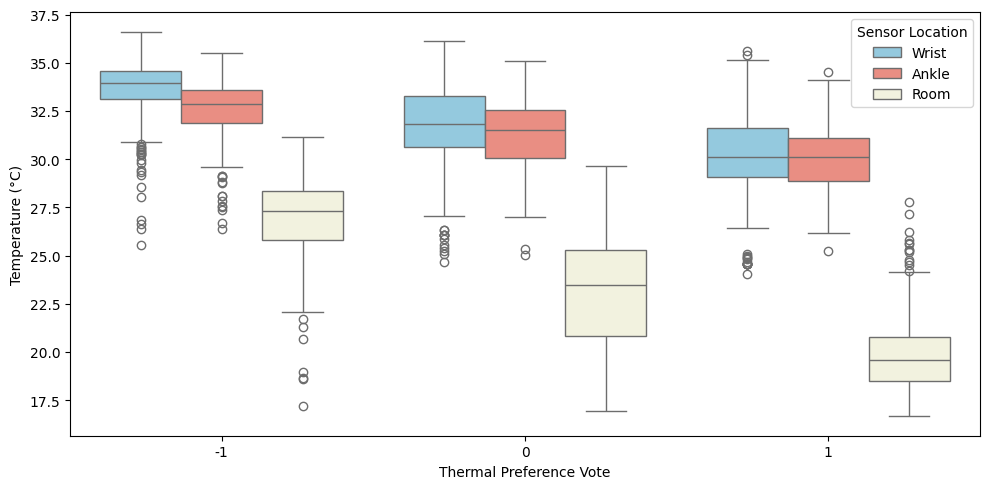 37.5
35.0
32.5
30.0
27.5
25.0
22.5
20.0
17.5
Temperature (°C)
-1
0
1
Thermal Preference Vote
Sensor Location
Wrist
Ankle
Room